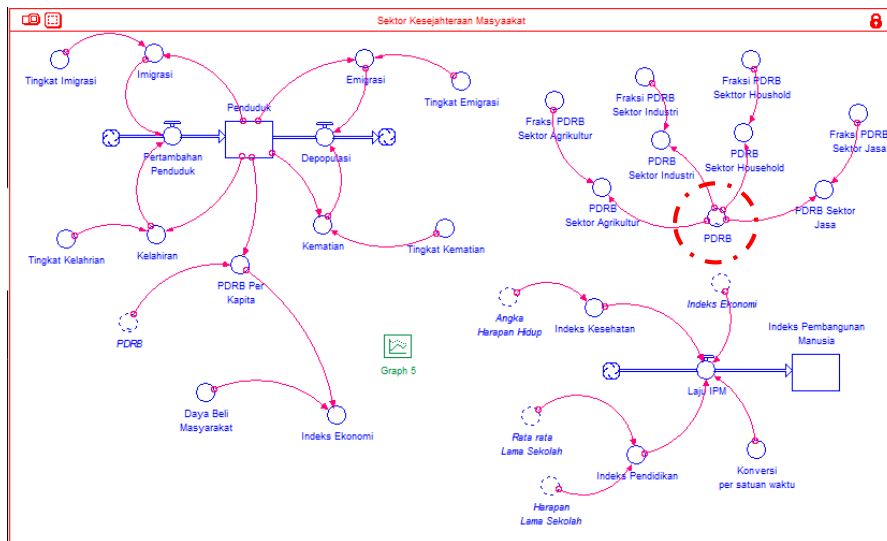 Sektor Kesejahteraan Masyaakat
Tingkat Imigrasi
Imigrasi
Emigrasi
Tingkat Emigrasi
Penduduk
Pertambahan
Penduduk
Depopulasi
Tingkat Kelahrian
Kelahiran
Kematian
Tingkat Kematian
PDRB Per
Kapita
PDRB
Daya Beli
Masyarakat
Indeks Ekonomi
Graph 5
Fraksi PDRB
Sektor Agrikultur
Fraksi PDRB
Sektor Industri
Fraksi PDRB
Sekttor Houshold
Fraksi PDRB
Sektor Jasa
PDRB
Sektor Agrikultur
PDRB
Sektor Industri
PDRB
Sektor Household
PDRB Sektor
Jasa
PDRB
Angka
Harapan Hidup
Indeks Kesehatan
Indeks Ekonomi
Indeks Pembangunan
Manusia
Laju IPM
Rata rata
Lama Sekolah
Indeks Pendidikan
Harapan
Lama Sekolah
Konversi
per satuan waktu